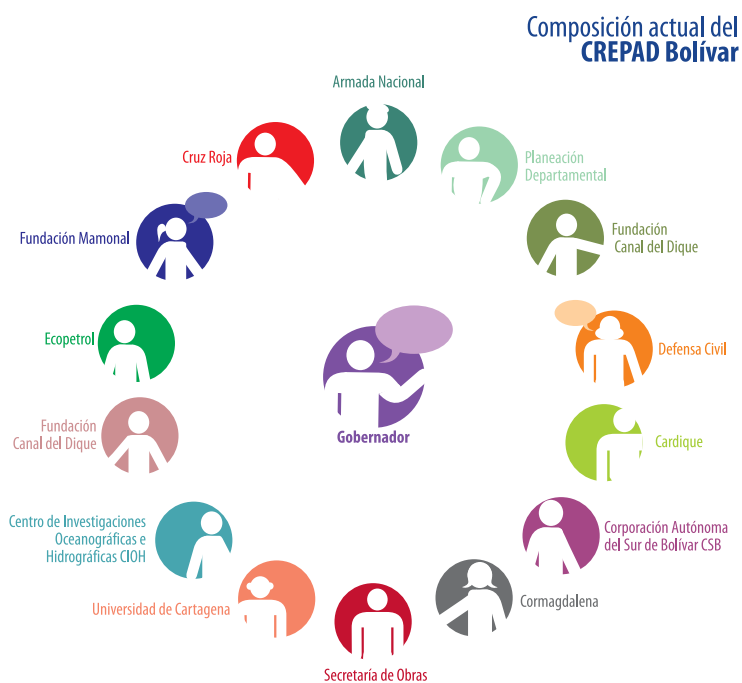 Composición actual del
CREPAD Bolívar
Armada Nacional
Cruz Roja
Planeación
Departamental
Fundación Mamonal
Fundación
Canal del Dique
Ecopetrol
Defensa Civil
Gobernador
Fundación
Canal del Dique
Cardique
Centro de Investigaciones
Oceanográficas e
Hidrográficas CIOH
Corporación Autónoma
del Sur de Bolívar CSB
Universidad de Cartagena
Cormagdalena
Secretaría de Obras